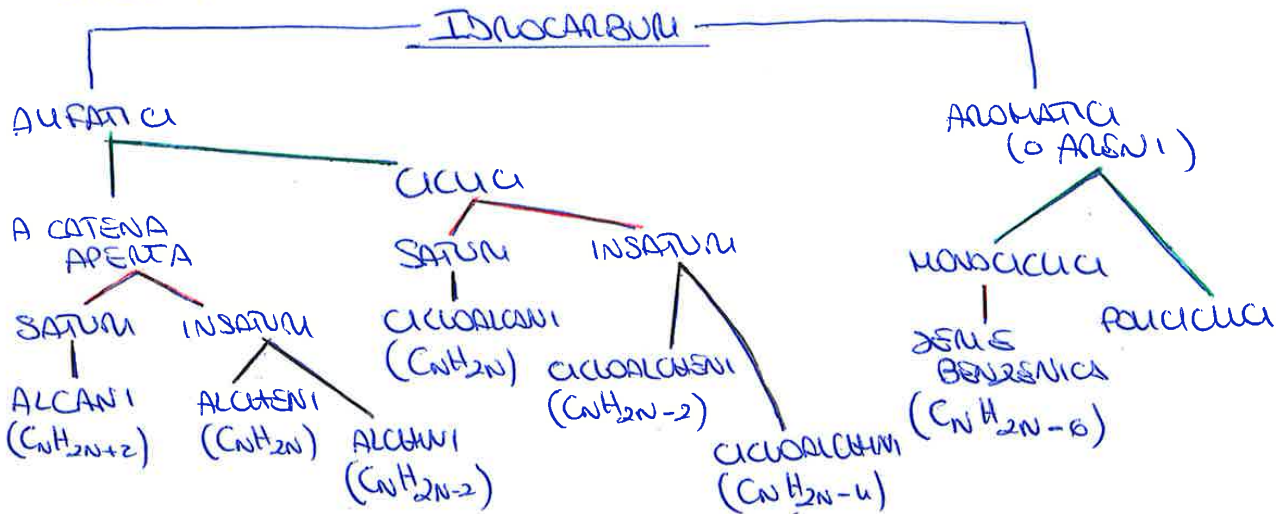 IDROCARBURI
ALIFATICI
AROMATICI
(O ARENI)
CICLICI
A CATENA
APERTA
SATURI
INSATURI
MONOCICLICI
POLICICLICI
SATURI
INSATURI
CICLOALCANI
(CNH2N)
CICLOALCHENI
(CNH2N-2)
SERIE
BENZENICA
(CNH2N-6)
ALCANI
(CNH2N+2)
ALCHENI
(CNH2N)
ALCHINI
(CNH2N-2)
CICLOALCHINI
(CNH2N-4)